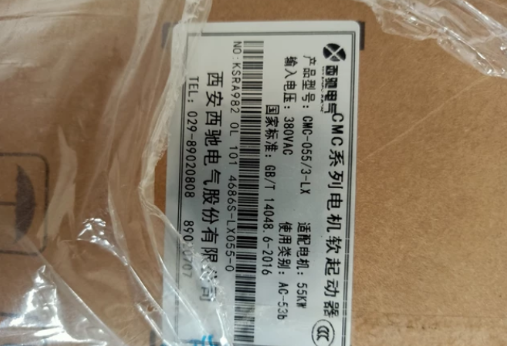 西驰电气
CMC系列电机软起动器
产品型号: CMC-055/3-LX 适配电机: 55KW
输入电压: 380VAC 使用类别: AC-53b
国家标准: GB/T 14048.6-2016
NO:KSRA982 0L 101 4686S-LX055-0
西安西驰电气股份有限公司
TEL: 029-89020808